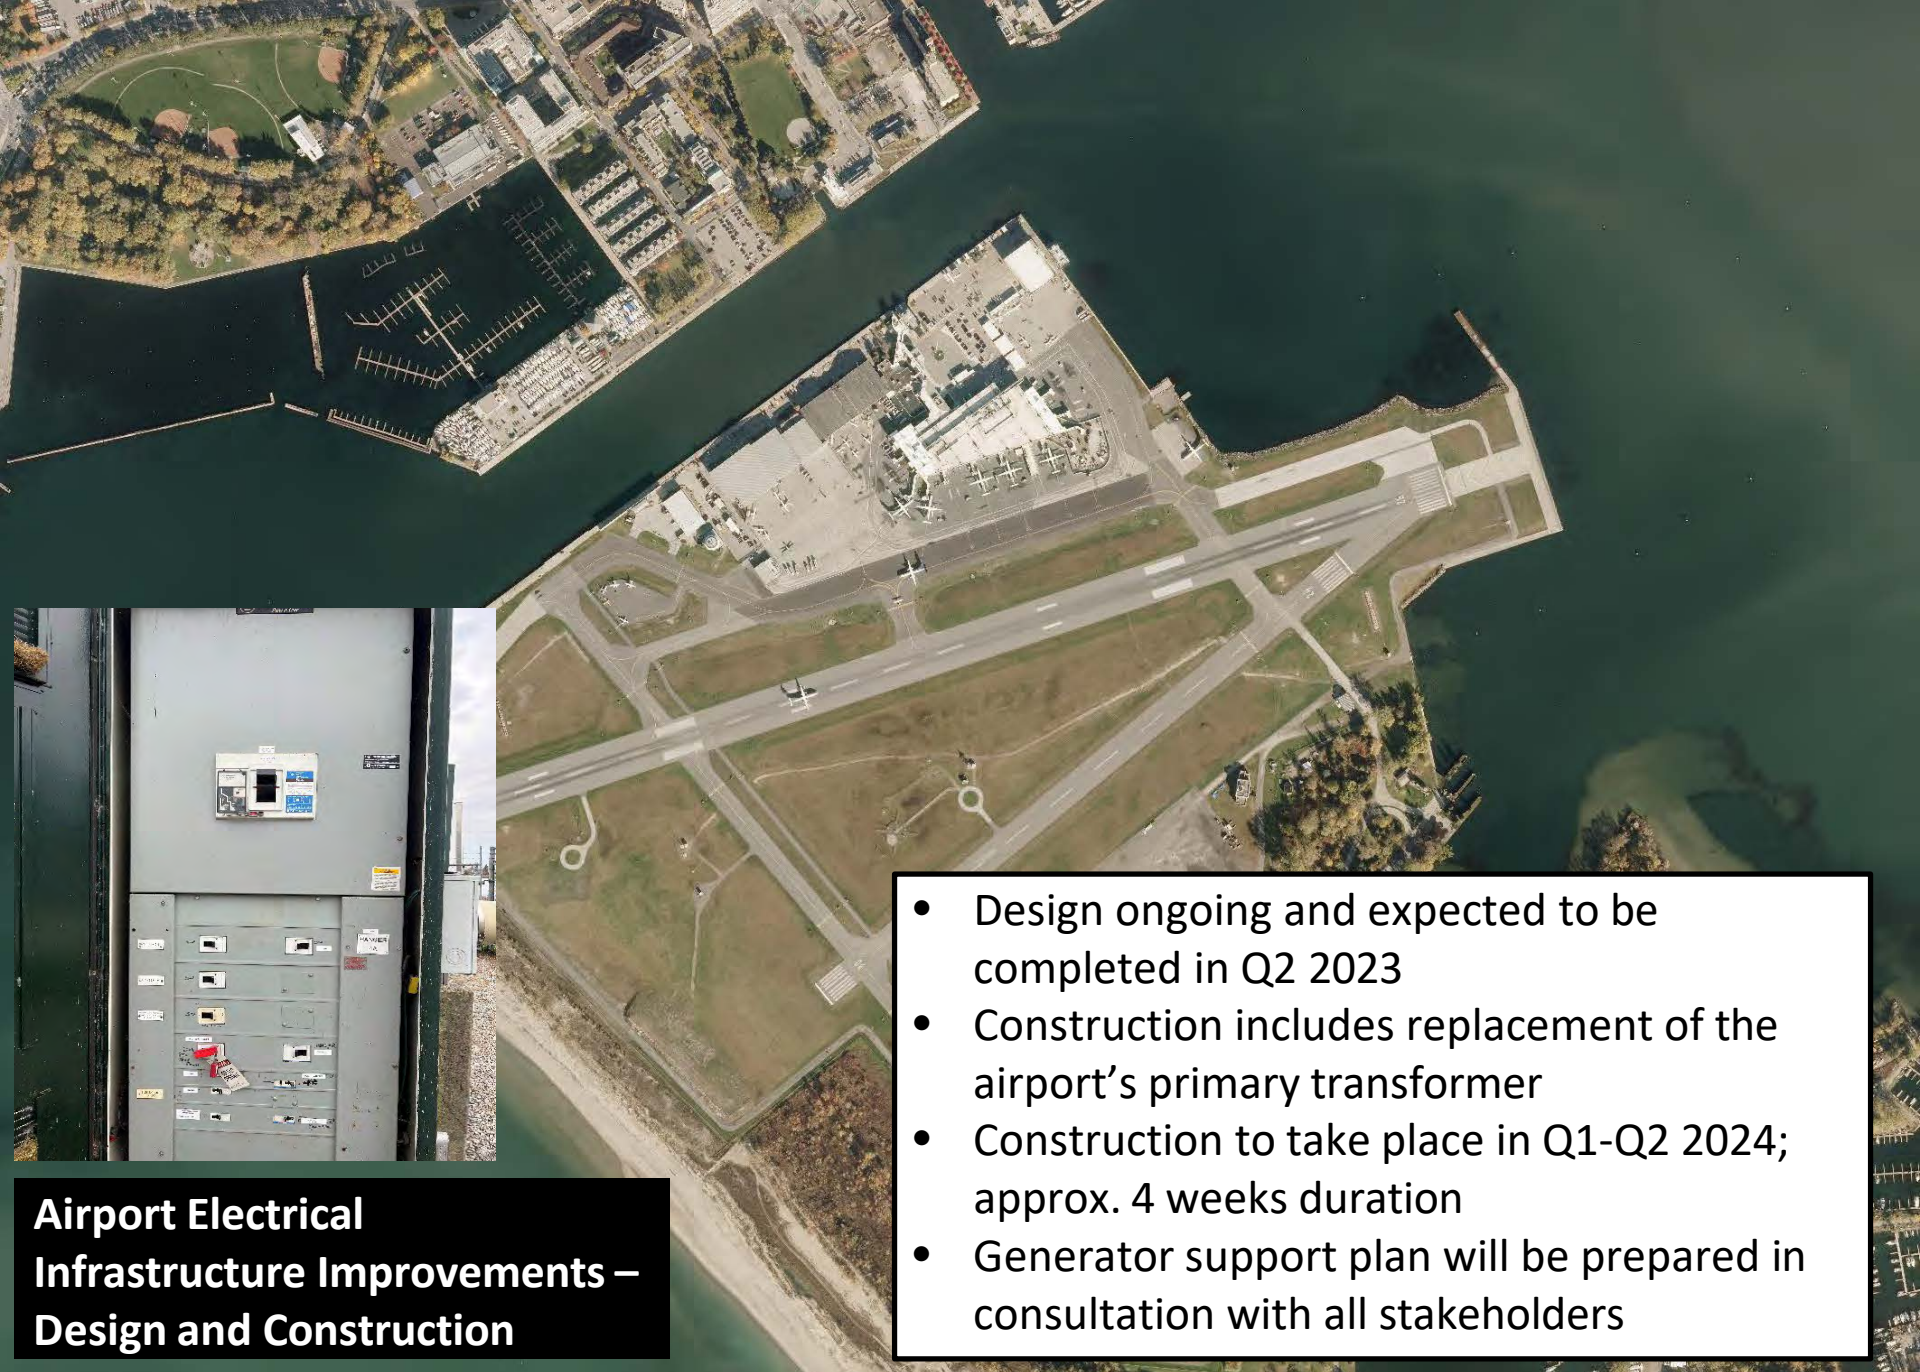 HANGER
Airport Electrical
Infrastructure Improvements –
Design and Construction
• Design ongoing and expected to be
completed in Q2 2023
• Construction includes replacement of the
airport’s primary transformer
• Construction to take place in Q1-Q2 2024;
approx. 4 weeks duration
• Generator support plan will be prepared in
consultation with all stakeholders